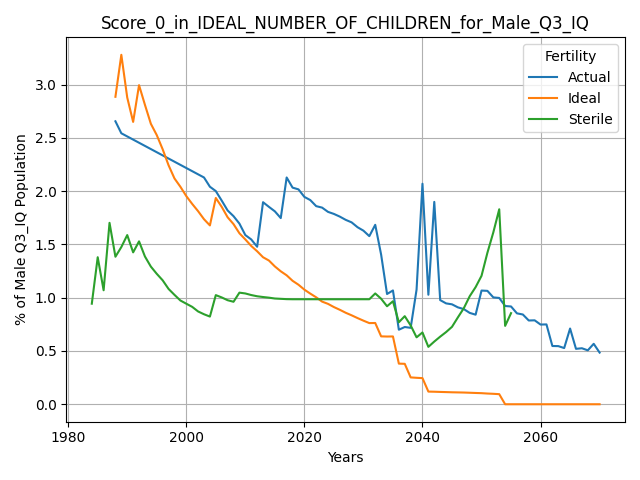 Score_0_in_IDEAL_NUMBER_OF_CHILDREN_for_Male_Q3_IQ
Fertility
Actual
Ideal
Sterile
% of Male Q3_IQ Population
3.0
2.5
2.0
1.5
1.0
0.5
0.0
1980 2000 2020 2040 2060
Years